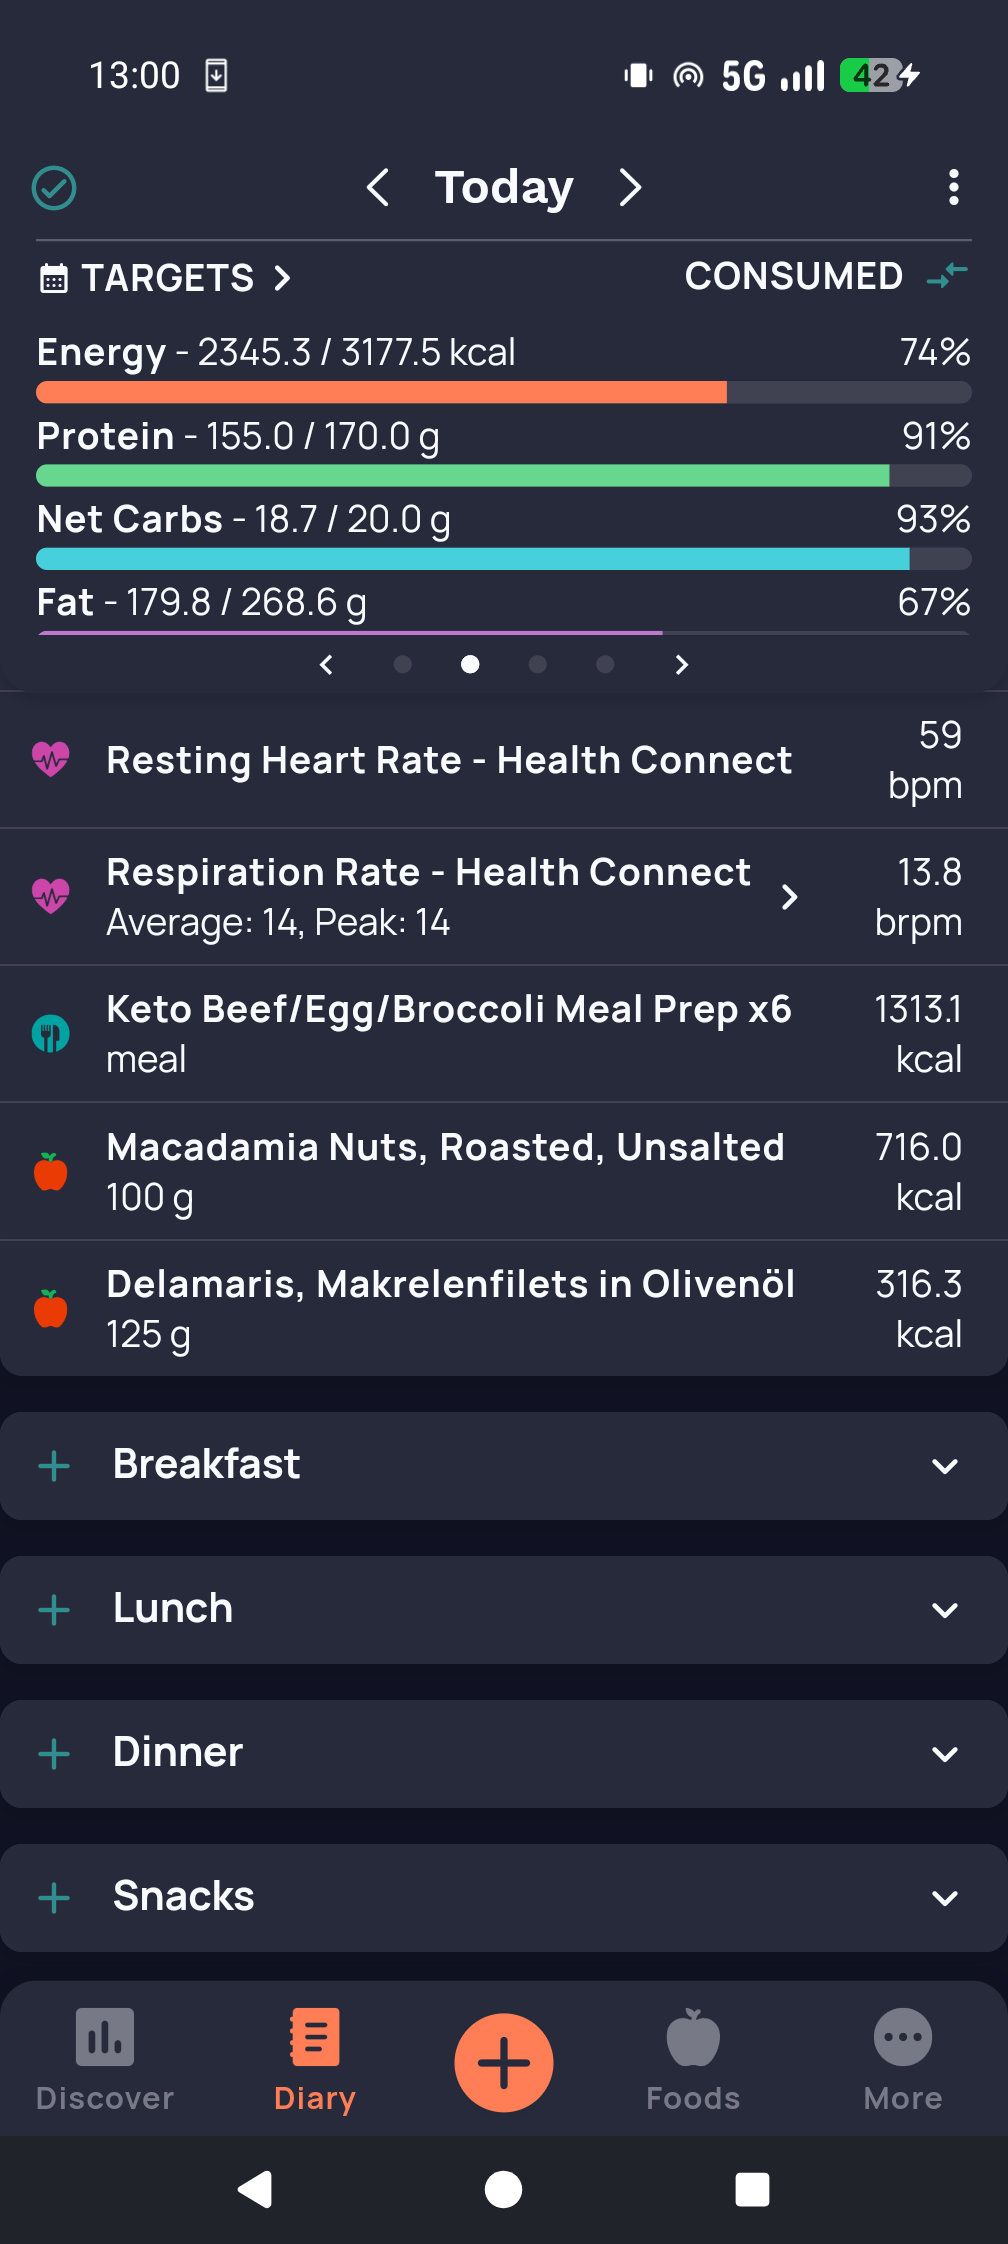 13:00 5G 42
Today
TARGETS CONSUMED
Energy - 2345.3 / 3177.5 kcal 74%
Protein - 155.0 / 170.0 g 91%
Net Carbs - 18.7 / 20.0 g 93%
Fat - 179.8 / 268.6 g 67%
Resting Heart Rate - Health Connect 59
bpm
Respiration Rate - Health Connect 13.8
Average: 14, Peak: 14 brpm
Keto Beef/Egg/Broccoli Meal Prep x6 1313.1
meal kcal
Macadamia Nuts, Roasted, Unsalted 716.0
100 g kcal
Delamaris, Makrelenfilets in Olivenöl 316.3
125 g kcal
Breakfast
Lunch
Dinner
Snacks
Discover Diary Foods More